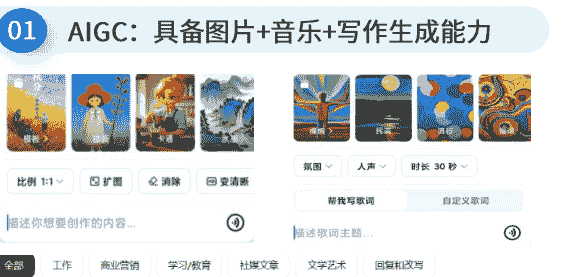 01
AIGC：具备图片+音乐+写作生成能力
比例 1:1
扩图
消除
变清晰
描述你想要创作的内容...
氛围
人声
时长 30 秒
帮我写歌词
自定义歌词
描述歌词主题...
全部
工作
商业营销
学习/教育
社媒文章
文学艺术
回复和改写